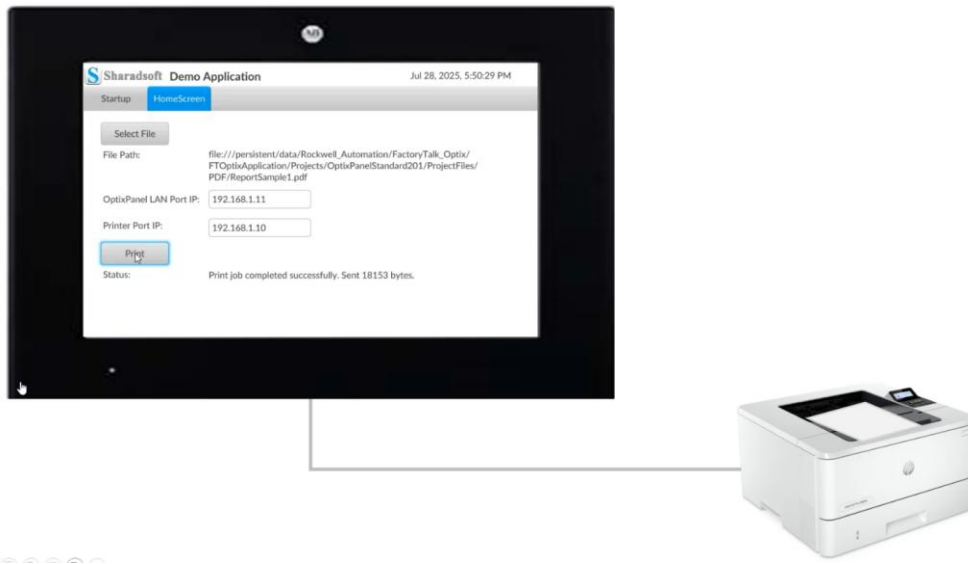 Sharadsoft Demo Application
Jul 28, 2025, 5:50:29 PM
Startup HomeScreen
Select File
File Path: file:///persistent/data/Rockwell_Automation/FactoryTalk_Optix/
FTOptixApplication/Projects/OptixPanelStandard201/ProjectFiles/
PDF/ReportSample1.pdf
OptixPanel LAN Port IP: 192.168.1.11
Printer Port IP: 192.168.1.10
Print
Status: Print job completed successfully. Sent 18153 bytes.
hp